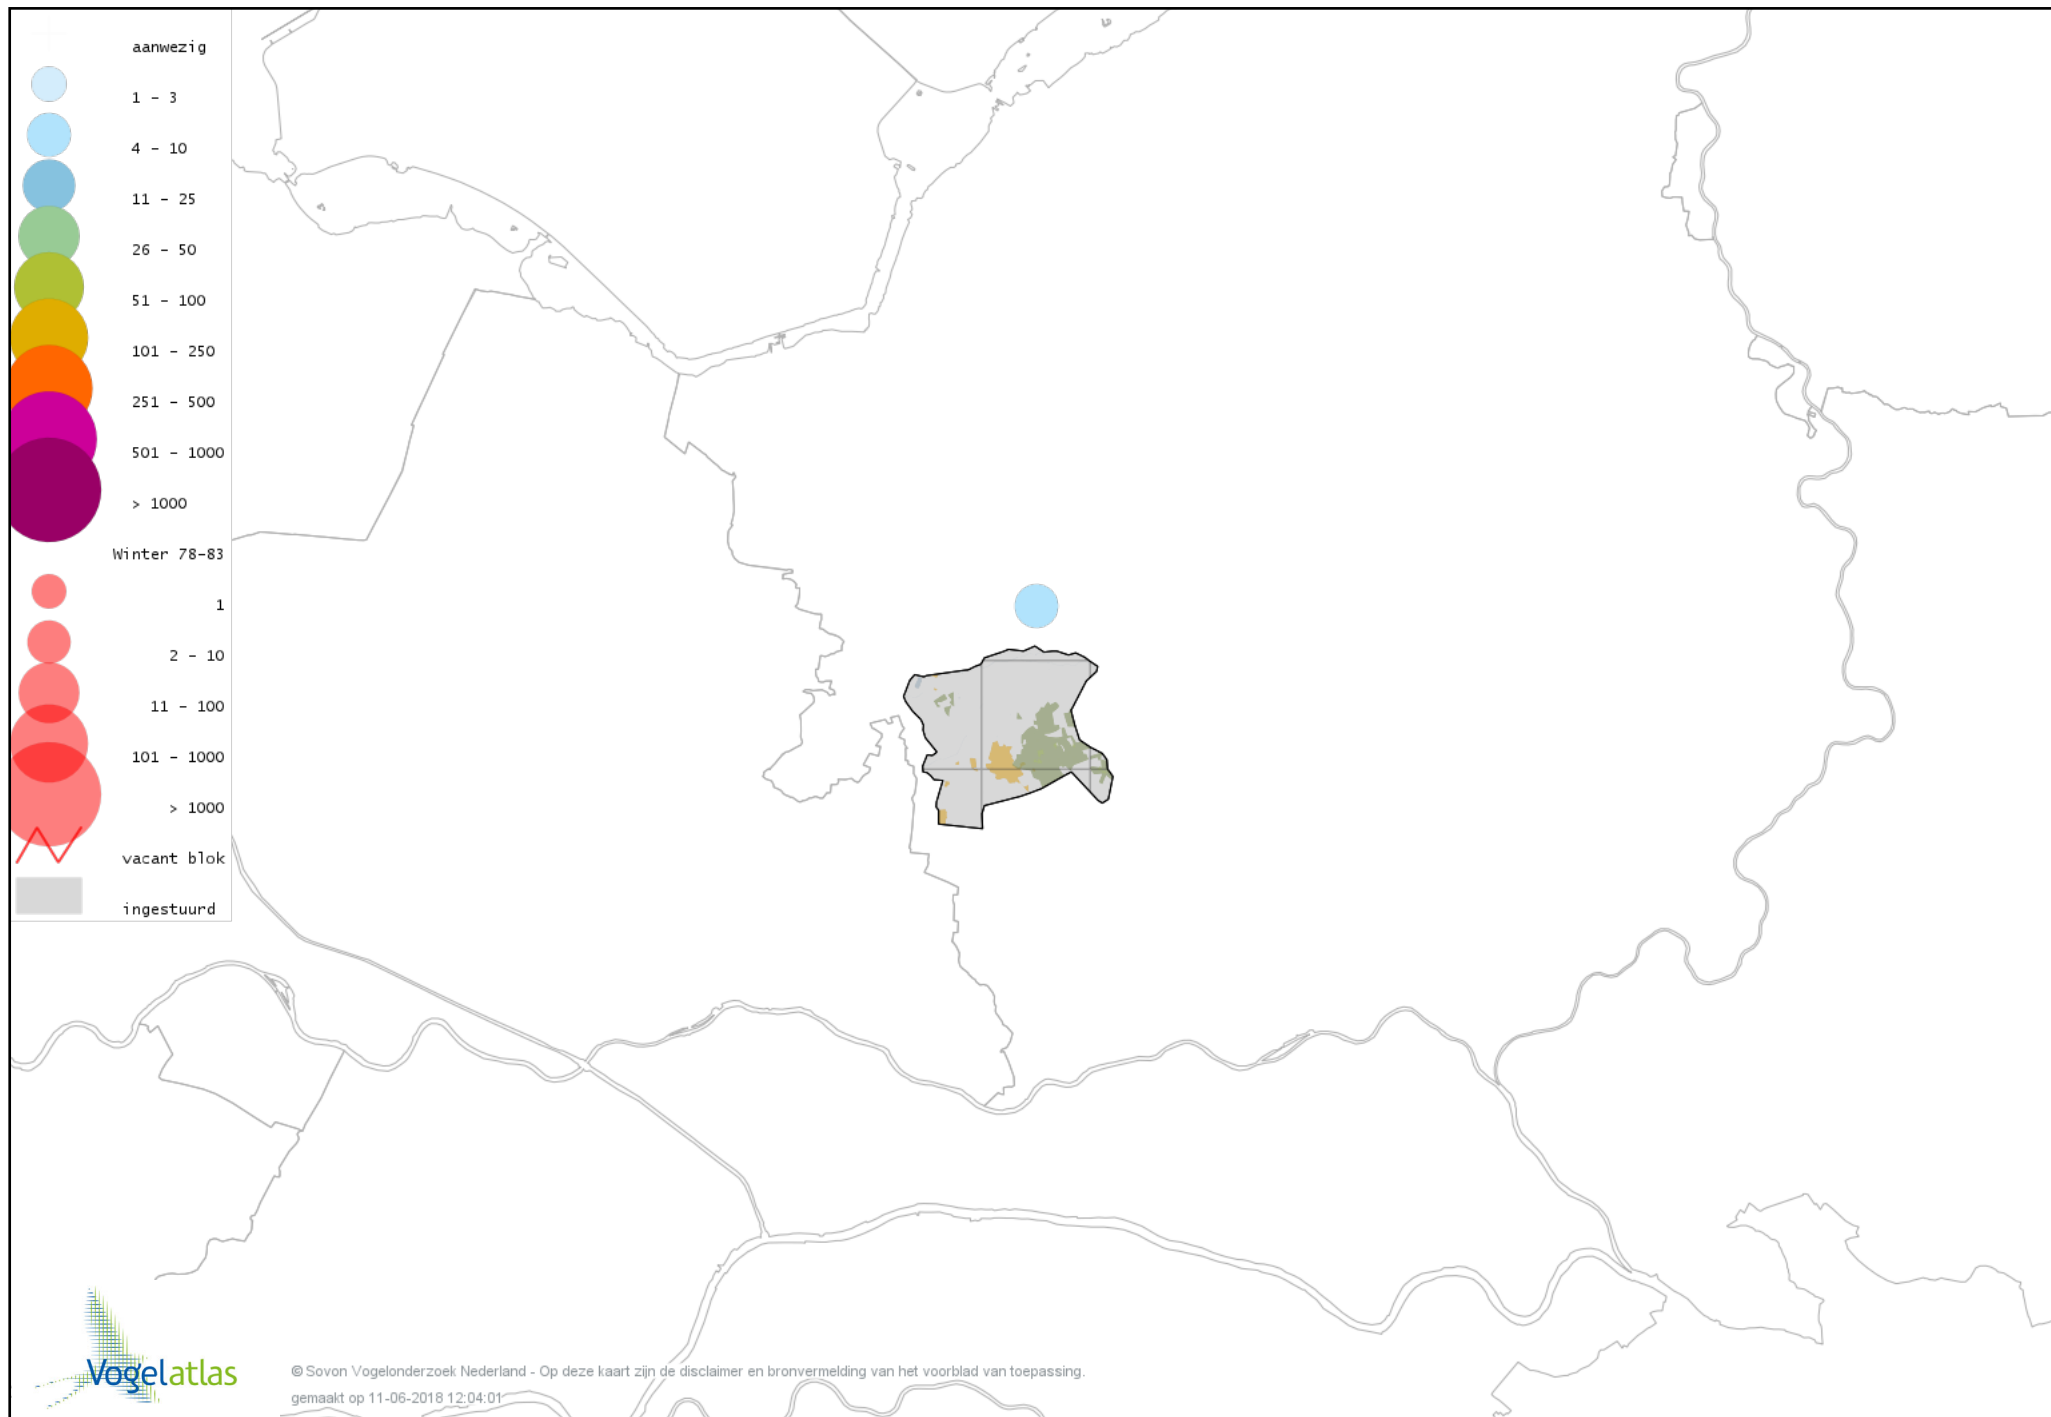 aanwezig
1 - 3
4 - 10
11 - 25
26 - 50
51 - 100
101 - 250
251 - 500
501 - 1000
> 1000
Winter 78-83
1
2 - 10
11 - 100
101 - 1000
> 1000
vacant blok
ingestuurd
Vogelatlas
© Sovon Vogelonderzoek Nederland - Op deze kaart zijn de disclaimer en bronvermelding van het voorblad van toepassing.
gemaakt op 11-06-2018 12:04:01